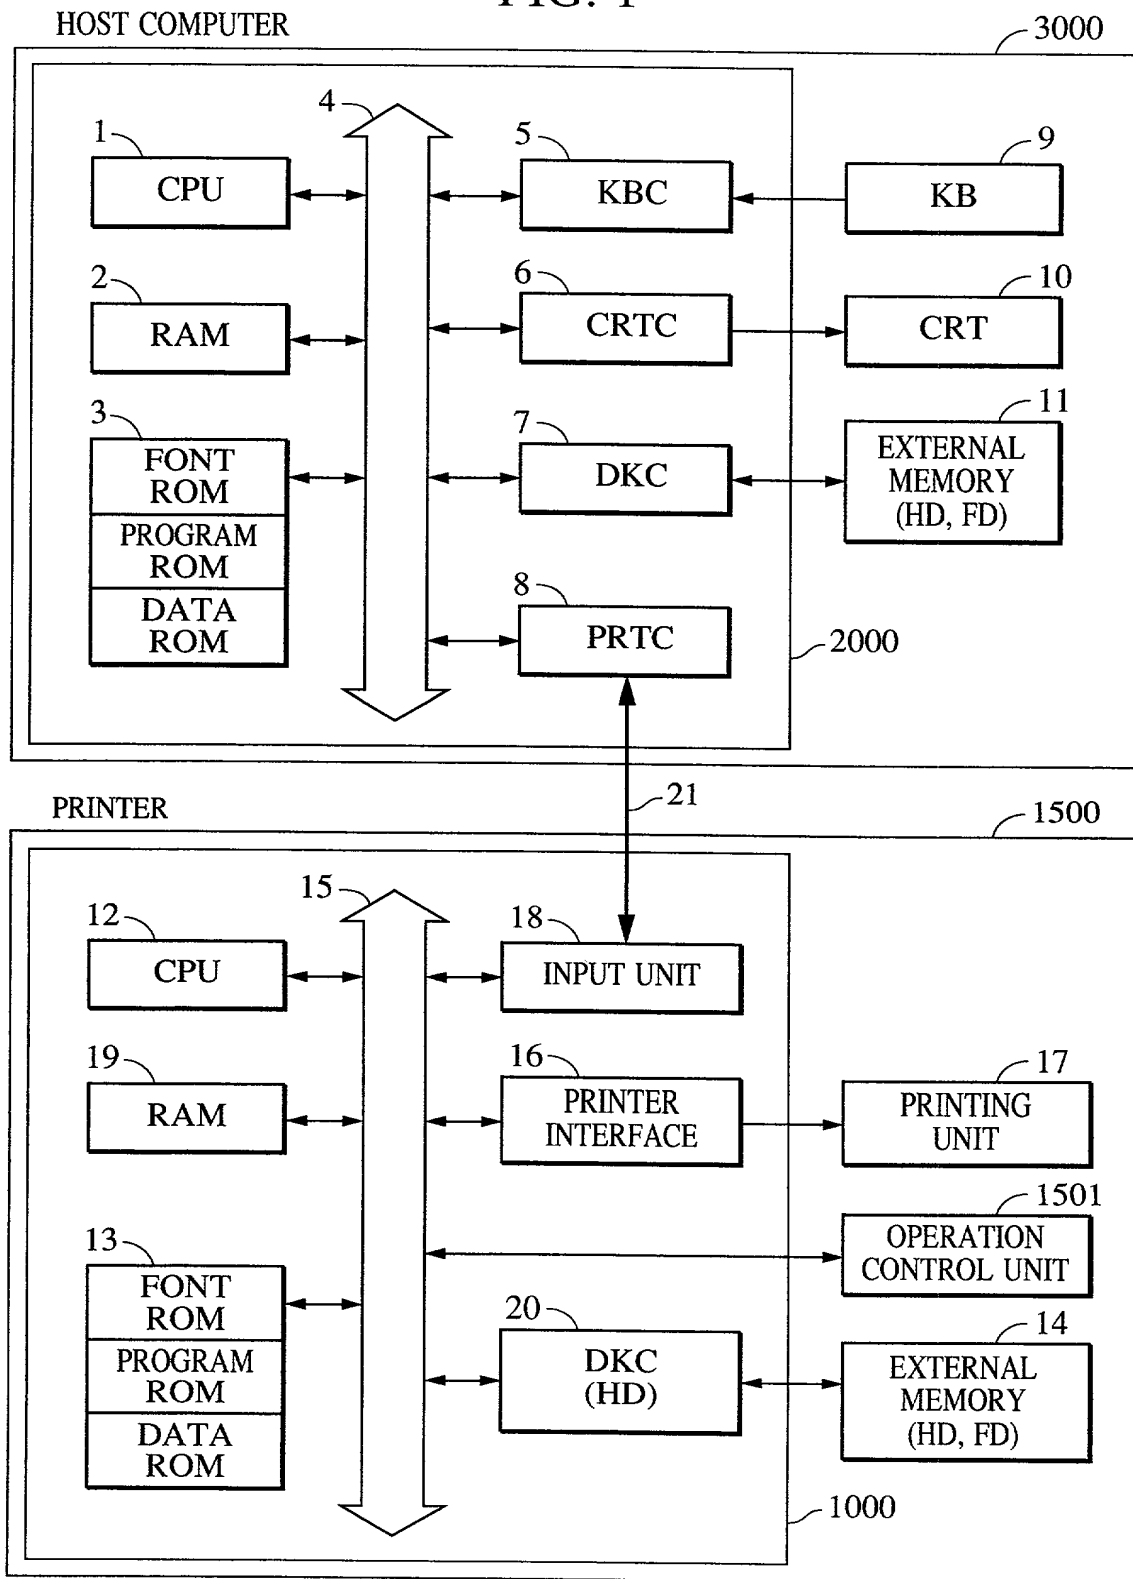 FIG. 1
HOST COMPUTER
3000
4
1
CPU
5
KBC
9
KB
2
RAM
6
CRTC
10
CRT
3
FONT
ROM
PROGRAM
ROM
DATA
ROM
7
DKC
11
EXTERNAL
MEMORY
(HD, FD)
8
PRTC
2000
21
PRINTER
1500
15
12
CPU
18
INPUT UNIT
19
RAM
16
PRINTER
INTERFACE
17
PRINTING
UNIT
1501
OPERATION
CONTROL UNIT
13
FONT
ROM
PROGRAM
ROM
DATA
ROM
20
DKC
(HD)
14
EXTERNAL
MEMORY
(HD, FD)
1000